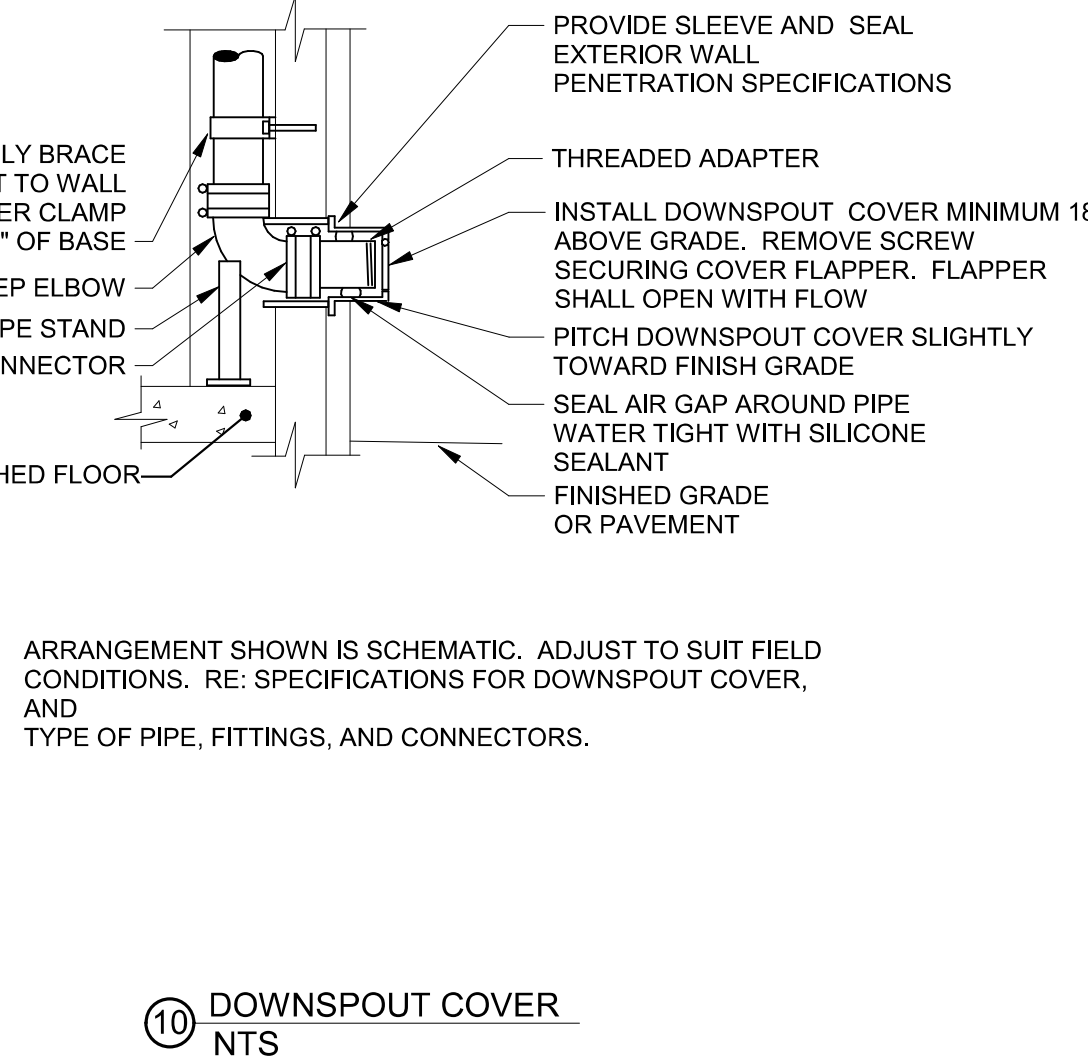 PROVIDE SLEEVE AND SEAL
EXTERIOR WALL
PENETRATION SPECIFICATIONS
THREADED ADAPTER
INSTALL DOWNSPOUT COVER MINIMUM 18
ABOVE GRADE. REMOVE SCREW
SECURING COVER FLAPPER. FLAPPER
SHALL OPEN WITH FLOW
PITCH DOWNSPOUT COVER SLIGHTLY
TOWARD FINISH GRADE
SEAL AIR GAP AROUND PIPE
WATER TIGHT WITH SILICONE
SEALANT
FINISHED GRADE
OR PAVEMENT
LY BRACE
T TO WALL
ER CLAMP
" OF BASE
EP ELBOW
PE STAND
NNECTOR
HED FLOOR
ARRANGEMENT SHOWN IS SCHEMATIC. ADJUST TO SUIT FIELD
CONDITIONS. RE: SPECIFICATIONS FOR DOWNSPOUT COVER,
AND
TYPE OF PIPE, FITTINGS, AND CONNECTORS.
10 DOWNSPOUT COVER
NTS